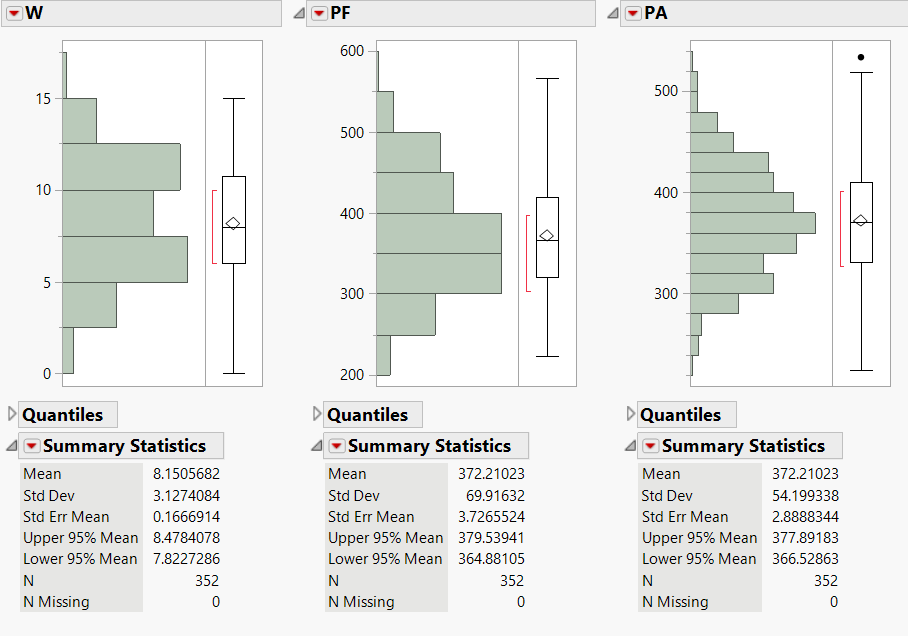 W
15
10
5
0
Quantiles
Summary Statistics
Mean 8.1505682
Std Dev 3.1274084
Std Err Mean 0.1666914
Upper 95% Mean 8.4784078
Lower 95% Mean 7.8227286
N 352
N Missing 0
PF
600
500
400
300
200
Quantiles
Summary Statistics
Mean 372.21023
Std Dev 69.91632
Std Err Mean 3.7265524
Upper 95% Mean 379.53941
Lower 95% Mean 364.88105
N 352
N Missing 0
PA
500
400
300
Quantiles
Summary Statistics
Mean 372.21023
Std Dev 54.199338
Std Err Mean 2.8888344
Upper 95% Mean 377.89183
Lower 95% Mean 366.52863
N 352
N Missing 0